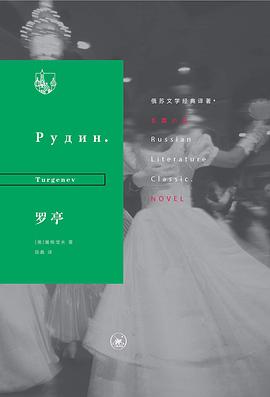 俄苏文学经典译著·
长篇小说
Russian
Literature
Classic.
NOVEL
Рудин.
Turgenev
罗亭
[俄]屠格涅夫 著
陆蠡 译